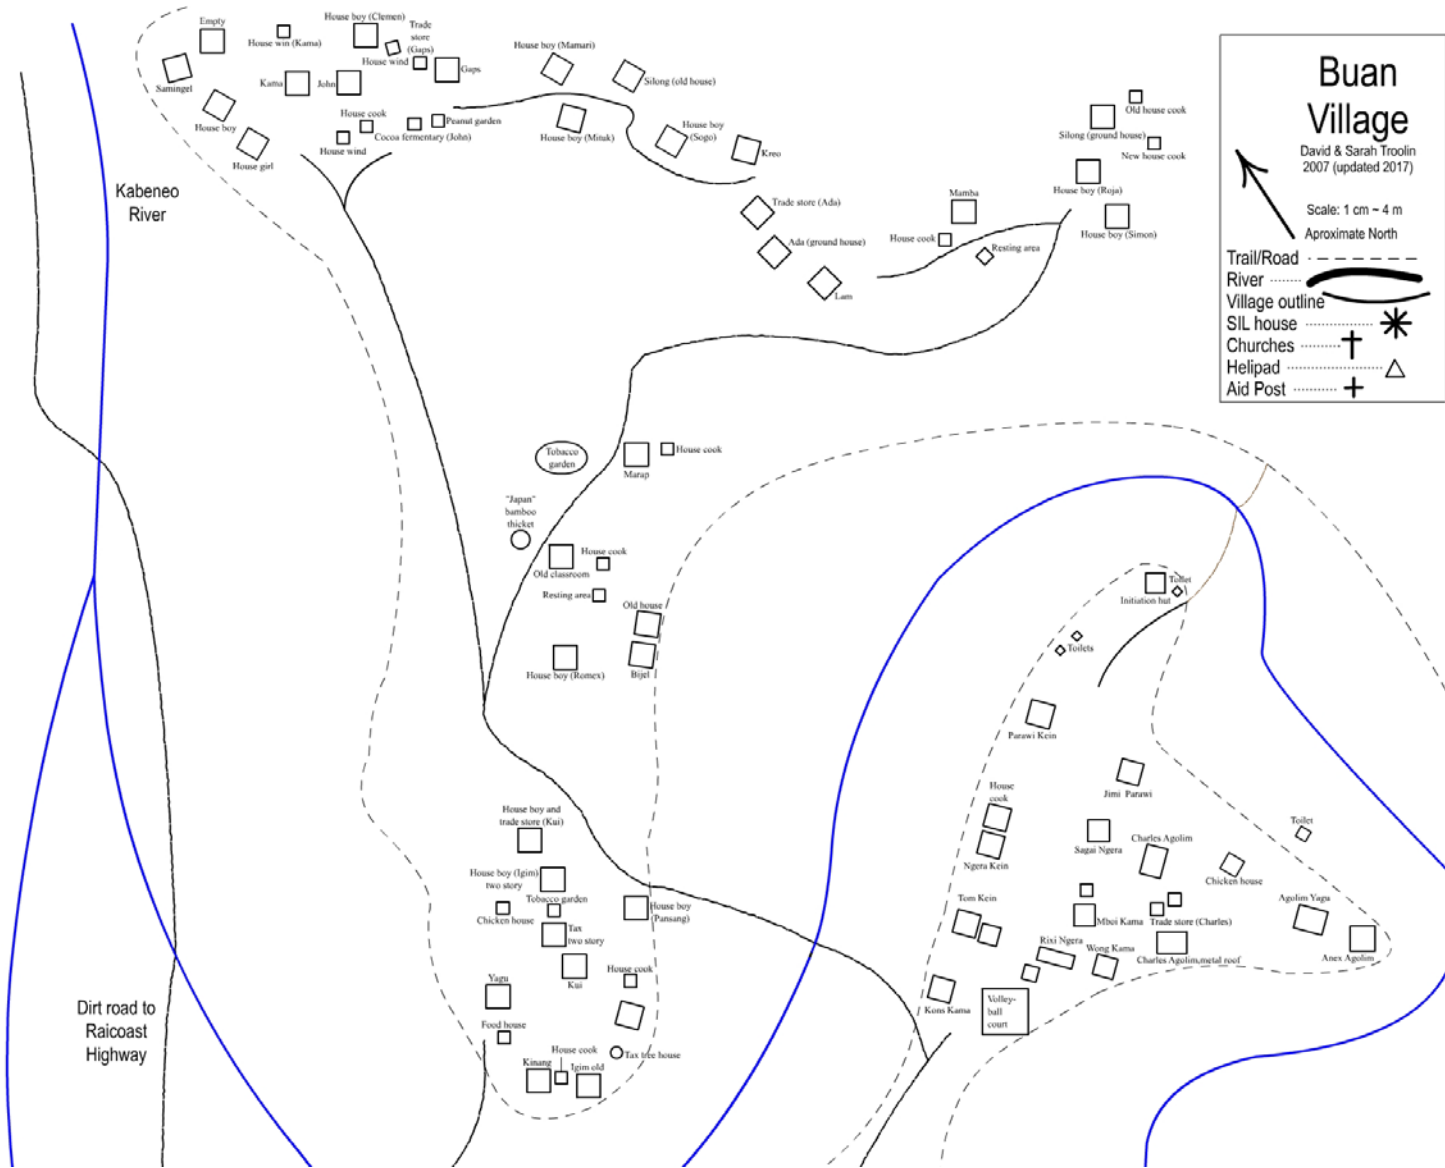 Buan
Village
David & Sarah Troolin
2007 (updated 2017)
Scale: 1 cm ~ 4 m
Aproximate North
Trail/Road
River
Village outline
SIL house
Churches
Helipad
Aid Post
Empty
House win (Kama)
House boy (Clemen)
Trade
store
(Gaps)
House wind
Gaps
Samingel
Kama
John
House boy
House girl
House cook
House wind
Cocoa fermentary (John)
Peanut garden
House boy (Mamari)
Silong (old house)
House boy (Mituk)
House boy
(Sogo)
Kreo
Trade store (Ada)
Ada (ground house)
Lam
Old house cook
Silong (ground house)
New house cook
House boy (Roja)
House boy (Simon)
Mamba
House cook
Resting area
Kabeneo
River
Tobacco
garden
Marap
House cook
"Japan"
bamboo
thicket
Old classroom
House cook
Resting area
Old house
Bijel
House boy (Romex)
Toilet
Initiation hut
Toilets
Parawi Kein
Jimi Parawi
House
cook
Ngera Kein
Sagai Ngera
Charles Agolim
Toilet
Chicken house
Tom Kein
Mboi Kama
Trade store (Charles)
Agolim Yagu
Anex Agolim
Rixi Ngera
Wong Kama
Charles Agolim,metal roof
Kons Kama
Volley-
ball
court
House boy and
trade store (Kui)
House boy (Igim)
two story
Tobacco garden
Chicken house
House boy
(Pansang)
Tax
two story
Kui
Yagu
House cook
Food house
House cook
Kinang
Igim old
Tax tree house
Dirt road to
Raicoast
Highway